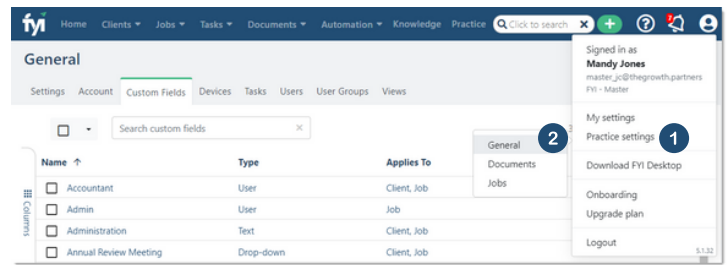 fyi Home Clients Jobs Tasks Documents Automation Knowledge Practice Click to search × + ? 7
General
Settings Account Custom Fields Devices Tasks Users User Groups Views
Search custom fields ×
Name ↑ Type Applies To
Accountant User Client, Job
Admin User Job
Administration Text Client, Job
Annual Review Meeting Drop-down Client, Job
Columns
2
General
Documents
Jobs
Signed in as
Mandy Jones
master_jc@thegrowth.partners
FYI - Master
My settings
Practice settings 1
Download FYI Desktop
Onboarding
Upgrade plan
Logout
5.1.32